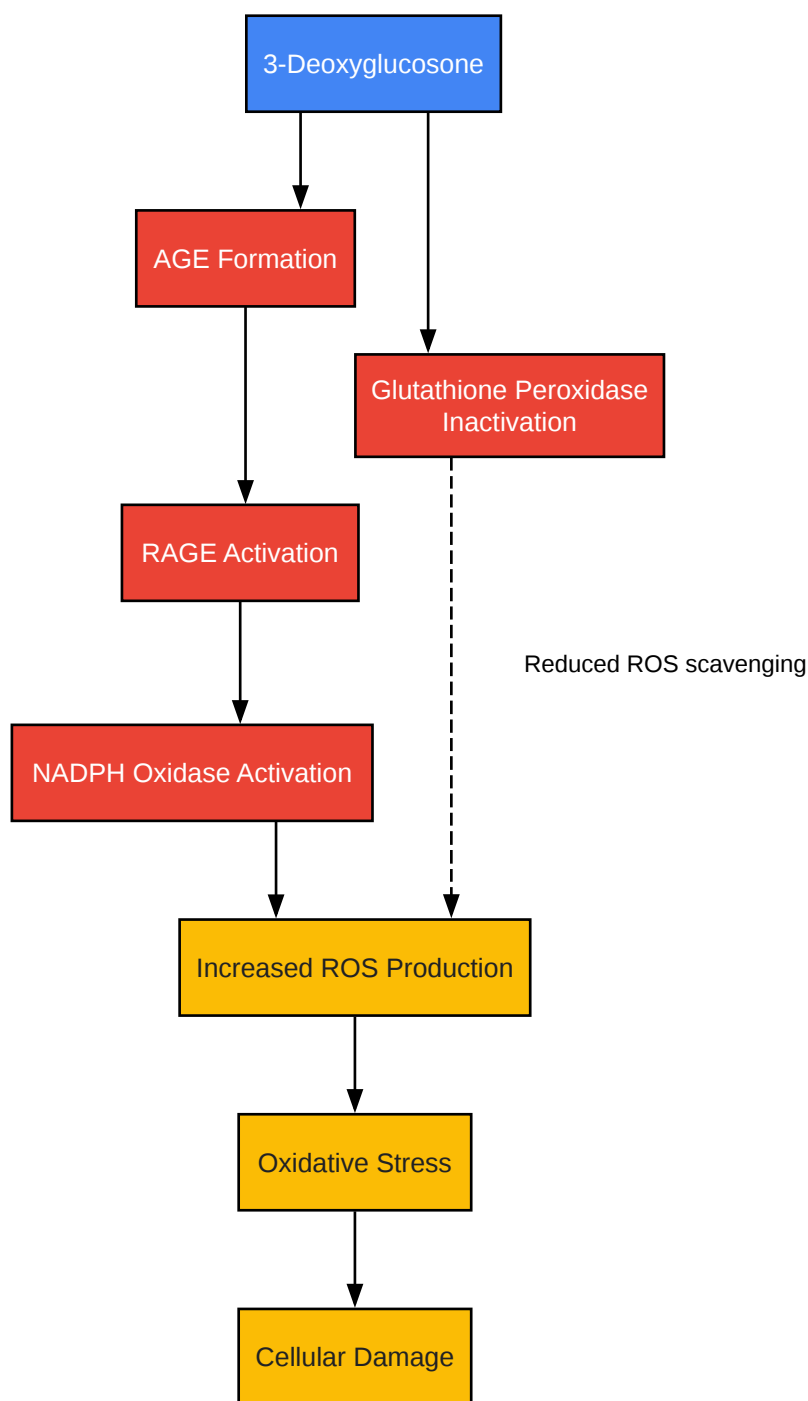 3-Deoxyglucosone
AGE Formation
Glutathione Peroxidase
Inactivation
RAGE Activation
Reduced ROS scavenging
NADPH Oxidase Activation
Increased ROS Production
Oxidative Stress
Cellular Damage